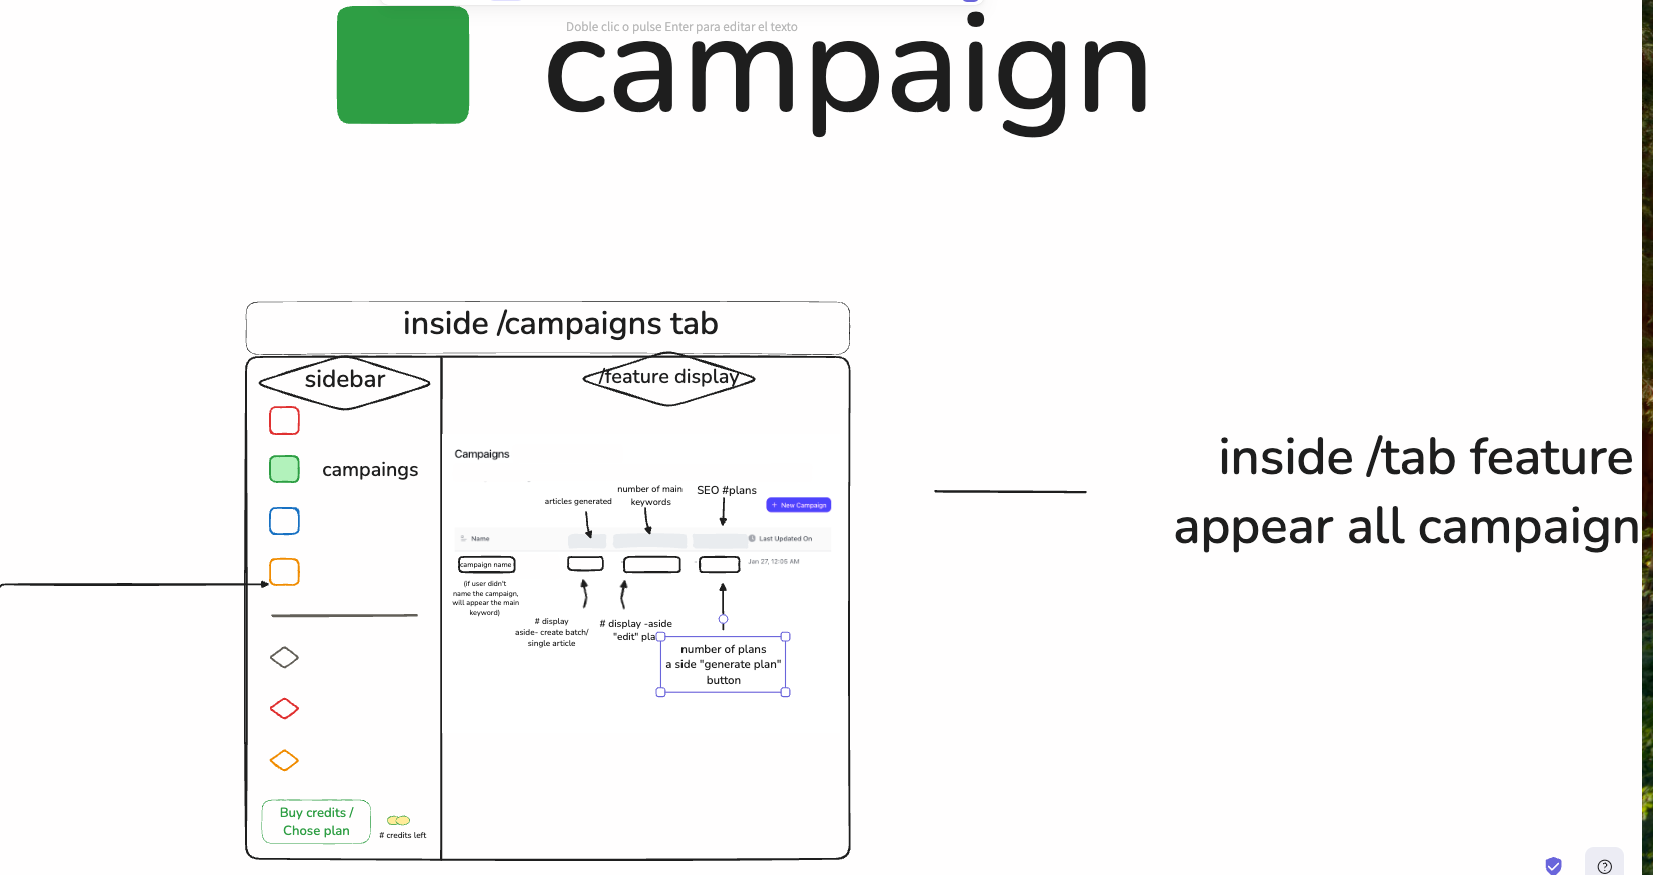 Doble clic o pulse Enter para editar el texto
campaign
inside /campaigns tab
sidebar
/feature display
campaings
Campaigns
articles generated
number of main
keywords
SEO #plans
+ New Campaign
Name
Last Updated On
campaign name
Jan 27, 12:05 AM
(if user didn't
name the campaign,
will appear the main
keyword)
# display
aside- create batch/
single article
# display -aside
"edit" pla
number of plans
a side "generate plan"
button
Buy credits /
Chose plan
# credits left
inside /tab feature
appear all campaign